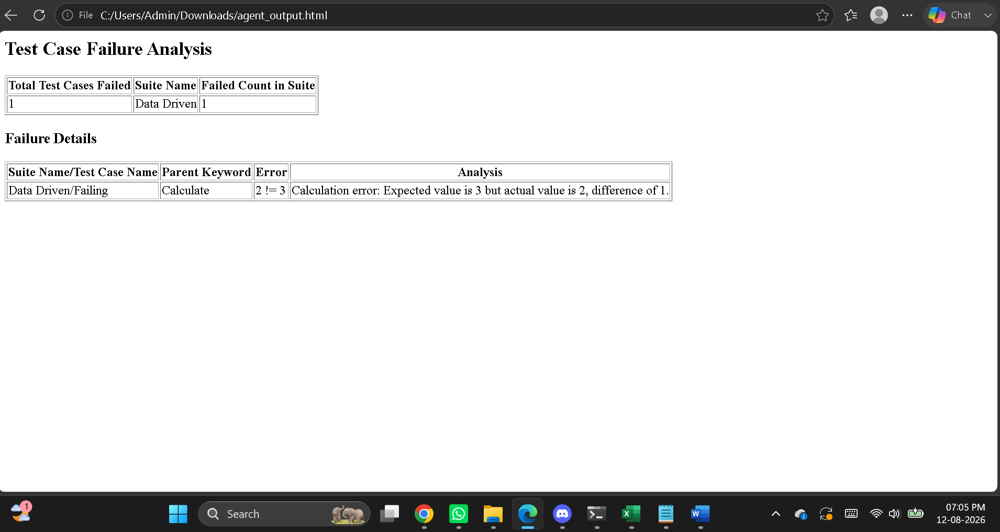 File C:/Users/Admin/Downloads/agent_output.html
Chat
Test Case Failure Analysis
Total Test Cases Failed Suite Name Failed Count in Suite
1 Data Driven 1
Failure Details
Suite Name/Test Case Name Parent Keyword Error Analysis
Data Driven/Failing Calculate 2 != 3 Calculation error: Expected value is 3 but actual value is 2, difference of 1.
1
Search
X
W
07:05 PM
12-08-2026